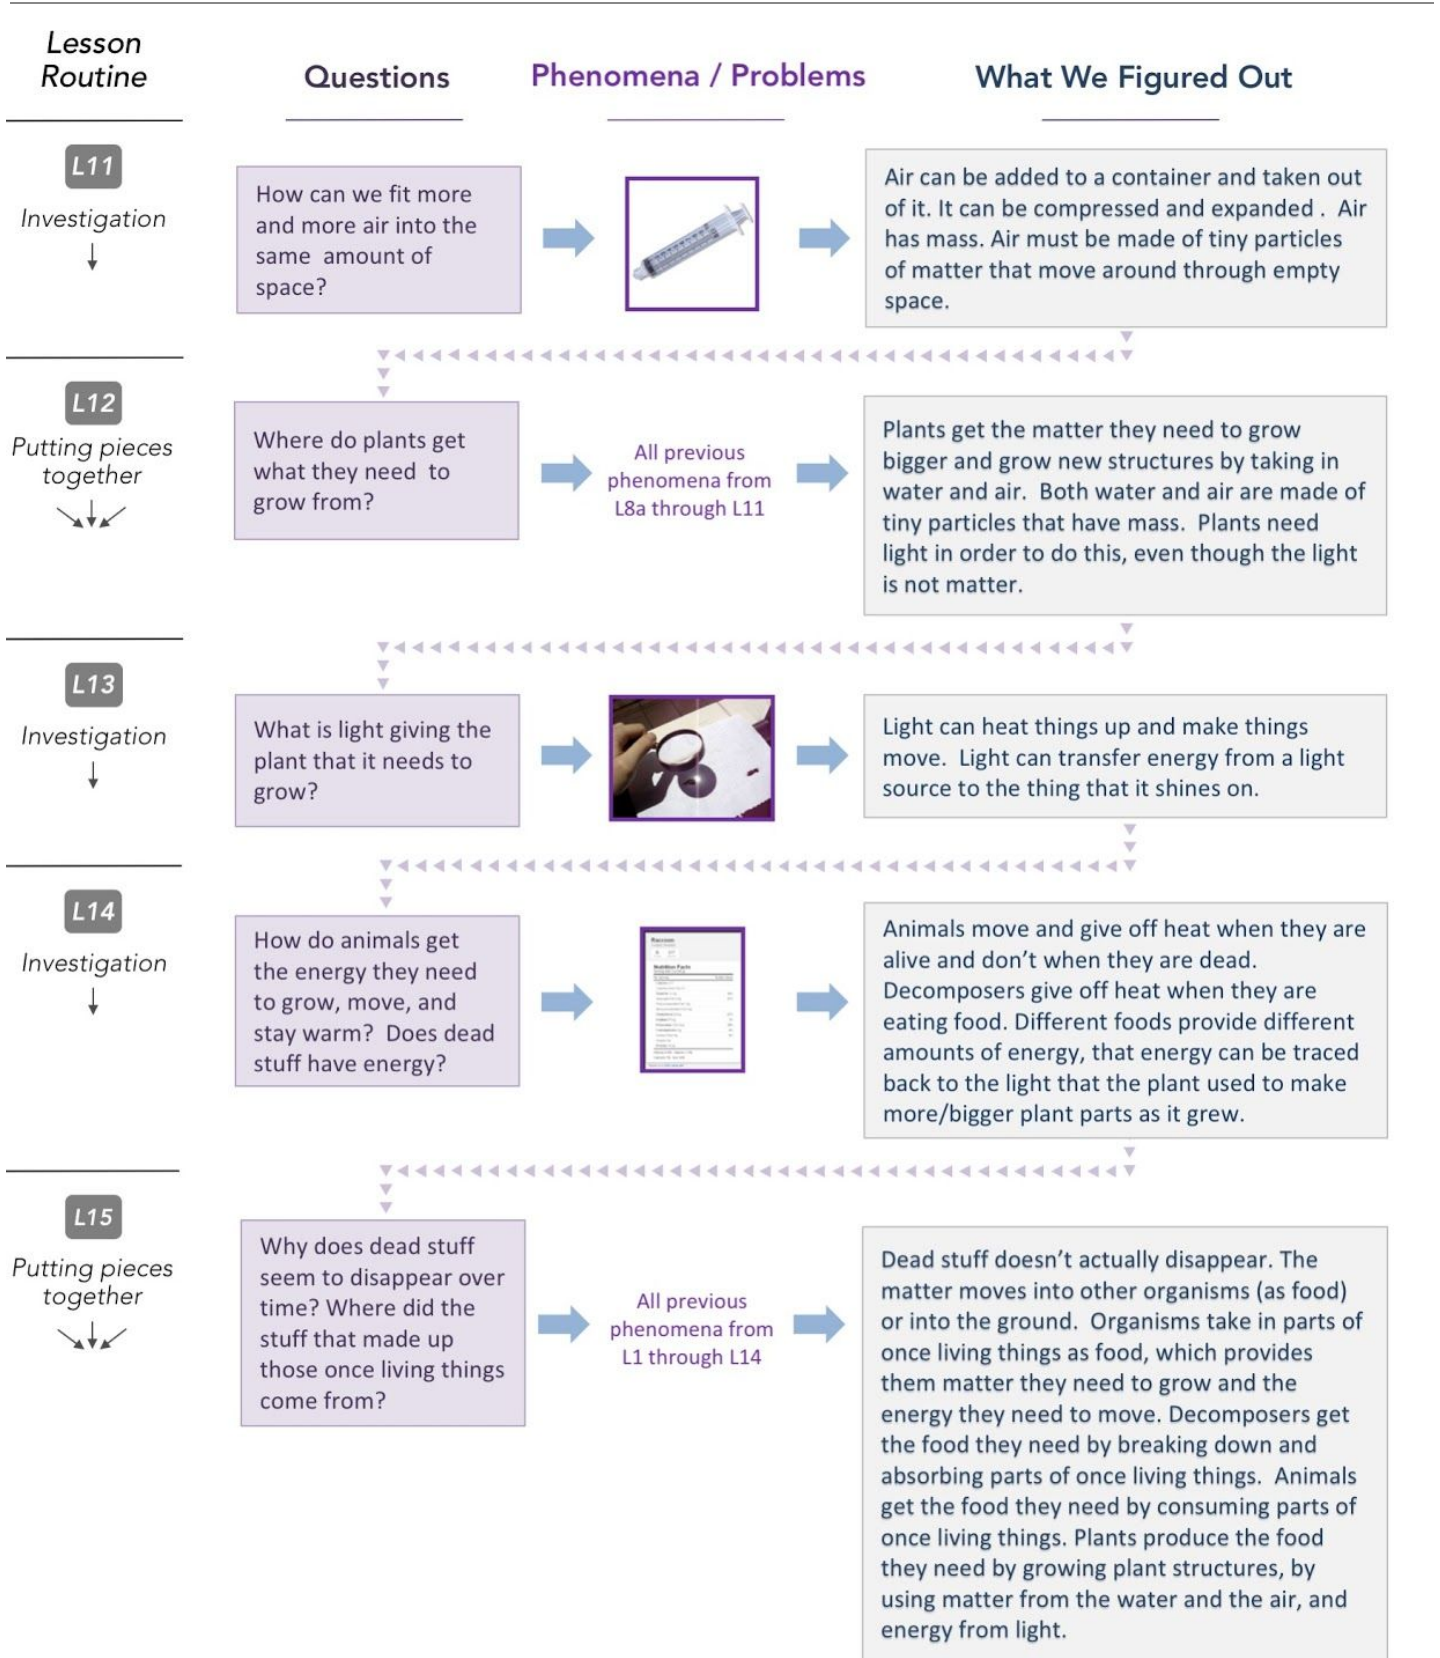 Lesson
Routine
Questions
Phenomena / Problems
What We Figured Out
L11
Investigation
How can we fit more
and more air into the
same amount of
space?
Air can be added to a container and taken out
of it. It can be compressed and expanded . Air
has mass. Air must be made of tiny particles
of matter that move around through empty
space.
L12
Putting pieces
together
Where do plants get
what they need to
grow from?
All previous
phenomena from
L8a through L11
Plants get the matter they need to grow
bigger and grow new structures by taking in
water and air. Both water and air are made of
tiny particles that have mass. Plants need
light in order to do this, even though the light
is not matter.
L13
Investigation
What is light giving the
plant that it needs to
grow?
Light can heat things up and make things
move. Light can transfer energy from a light
source to the thing that it shines on.
L14
Investigation
How do animals get
the energy they need
to grow, move, and
stay warm? Does dead
stuff have energy?
Raccoon
Nutrition Facts
Animals move and give off heat when they are
alive and don't when they are dead.
Decomposers give off heat when they are
eating food. Different foods provide different
amounts of energy, that energy can be traced
back to the light that the plant used to make
more/bigger plant parts as it grew.
L15
Putting pieces
together
Why does dead stuff
seem to disappear over
time? Where did the
stuff that made up
those once living things
come from?
All previous
phenomena from
L1 through L14
Dead stuff doesn't actually disappear. The
matter moves into other organisms (as food)
or into the ground. Organisms take in parts of
once living things as food, which provides
them matter they need to grow and the
energy they need to move. Decomposers get
the food they need by breaking down and
absorbing parts of once living things. Animals
get the food they need by consuming parts of
once living things. Plants produce the food
they need by growing plant structures, by
using matter from the water and the air, and
energy from light.